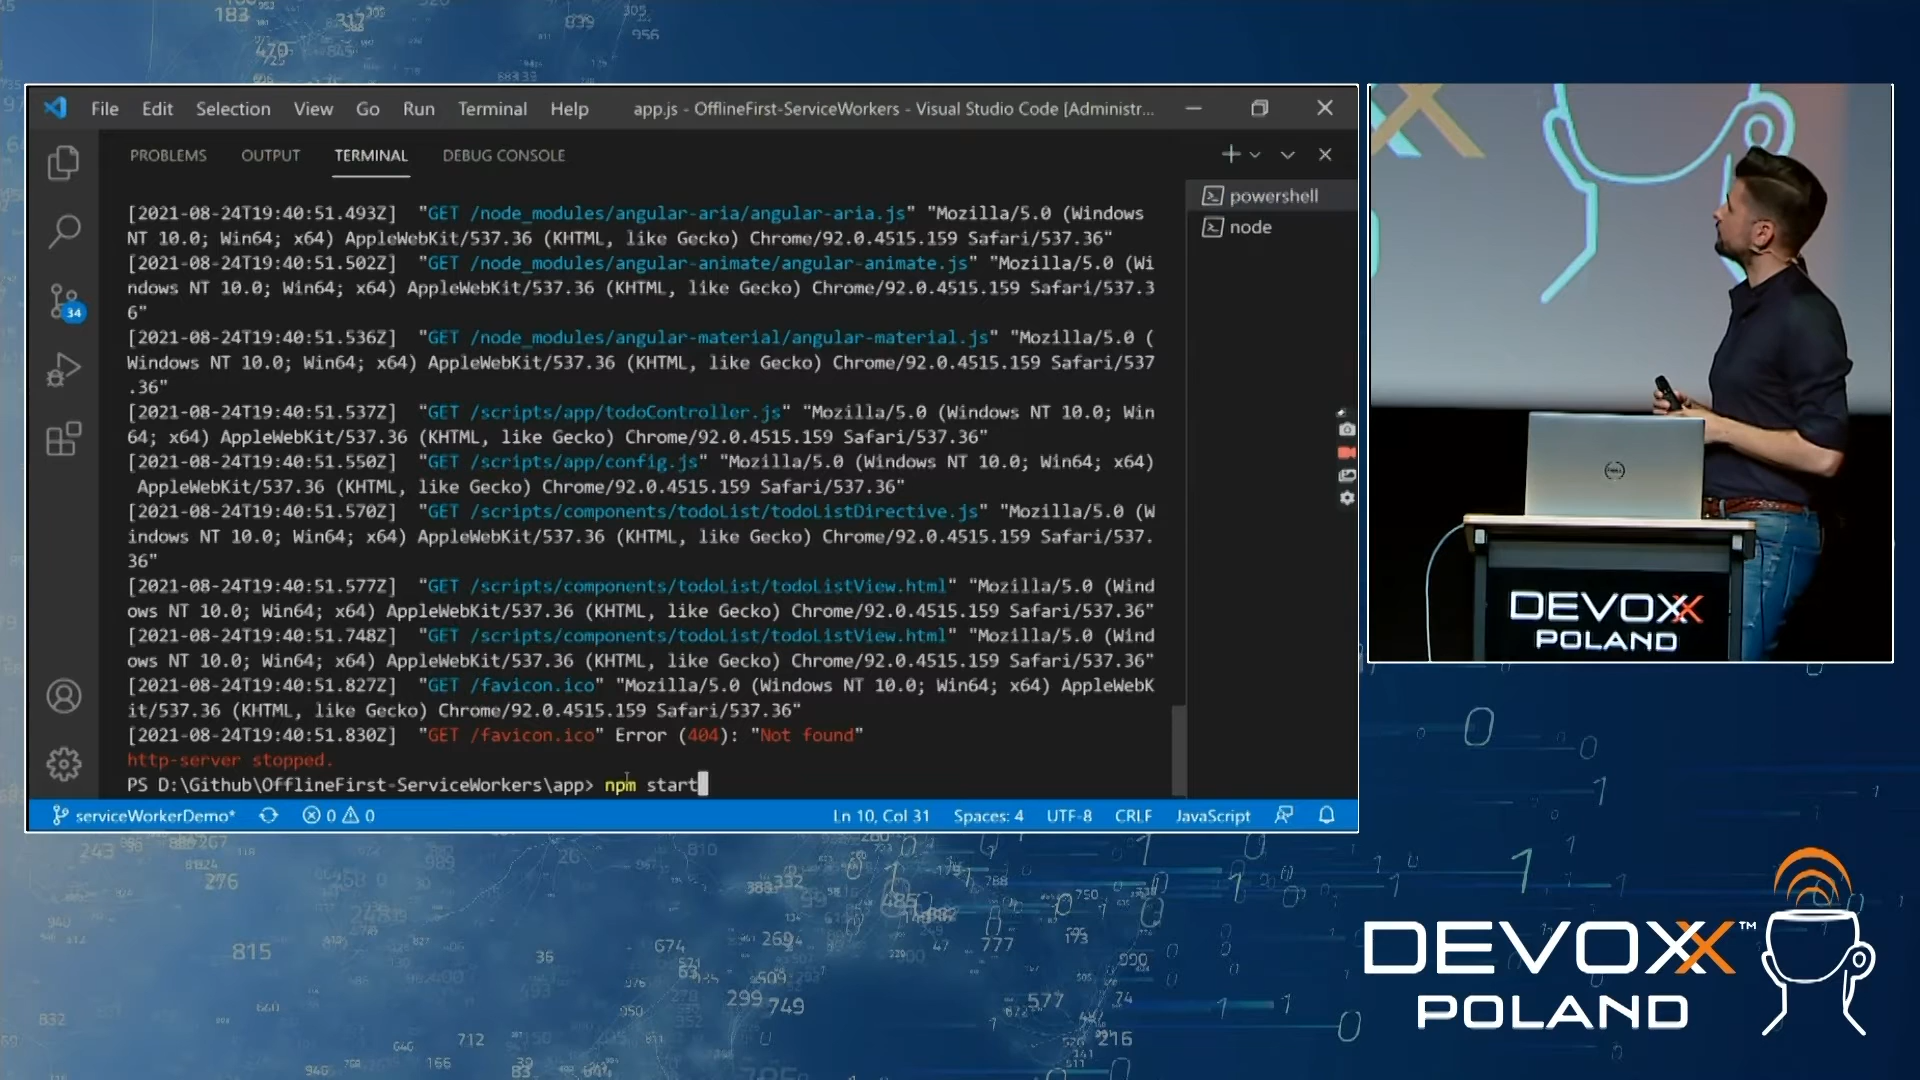 File Edit Selection View Go Run Terminal Help app.js - OfflineFirst-ServiceWorkers - Visual Studio Code [Administr...
PROBLEMS OUTPUT TERMINAL DEBUG CONSOLE
powershell
node
[2021-08-24T19:40:51.493Z]  "GET /node_modules/angular-aria/angular-aria.js" "Mozilla/5.0 (Windows
NT 10.0; Win64; x64) AppleWebKit/537.36 (KHTML, like Gecko) Chrome/92.0.4515.159 Safari/537.36"
[2021-08-24T19:40:51.502Z]  "GET /node_modules/angular-animate/angular-animate.js" "Mozilla/5.0 (Wi
ndows NT 10.0; Win64; x64) AppleWebKit/537.36 (KHTML, like Gecko) Chrome/92.0.4515.159 Safari/537.3
6"
[2021-08-24T19:40:51.536Z]  "GET /node_modules/angular-material/angular-material.js" "Mozilla/5.0 (
Windows NT 10.0; Win64; x64) AppleWebKit/537.36 (KHTML, like Gecko) Chrome/92.0.4515.159 Safari/537
.36"
[2021-08-24T19:40:51.537Z]  "GET /scripts/app/todoController.js" "Mozilla/5.0 (Windows NT 10.0; Win
64; x64) AppleWebKit/537.36 (KHTML, like Gecko) Chrome/92.0.4515.159 Safari/537.36"
[2021-08-24T19:40:51.550Z]  "GET /scripts/app/config.js" "Mozilla/5.0 (Windows NT 10.0; Win64; x64)
AppleWebKit/537.36 (KHTML, like Gecko) Chrome/92.0.4515.159 Safari/537.36"
[2021-08-24T19:40:51.570Z]  "GET /scripts/components/todoList/todoListDirective.js" "Mozilla/5.0 (W
indows NT 10.0; Win64; x64) AppleWebKit/537.36 (KHTML, like Gecko) Chrome/92.0.4515.159 Safari/537.
36"
[2021-08-24T19:40:51.577Z]  "GET /scripts/components/todoList/todoListView.html" "Mozilla/5.0 (Wind
ows NT 10.0; Win64; x64) AppleWebKit/537.36 (KHTML, like Gecko) Chrome/92.0.4515.159 Safari/537.36"
[2021-08-24T19:40:51.748Z]  "GET /scripts/components/todoList/todoListView.html" "Mozilla/5.0 (Wind
ows NT 10.0; Win64; x64) AppleWebKit/537.36 (KHTML, like Gecko) Chrome/92.0.4515.159 Safari/537.36"
[2021-08-24T19:40:51.827Z]  "GET /favicon.ico" "Mozilla/5.0 (Windows NT 10.0; Win64; x64) AppleWebK
it/537.36 (KHTML, like Gecko) Chrome/92.0.4515.159 Safari/537.36"
[2021-08-24T19:40:51.830Z]  "GET /favicon.ico" Error (404): "Not found"
http-server stopped.
PS D:\Github\OfflineFirst-ServiceWorkers\app> npm start
34
serviceWorkerDemo* 0 0 Ln 10, Col 31 Spaces: 4 UTF-8 CRLF JavaScript
DELL
DEVOXX
POLAND
DEVOXX™
POLAND